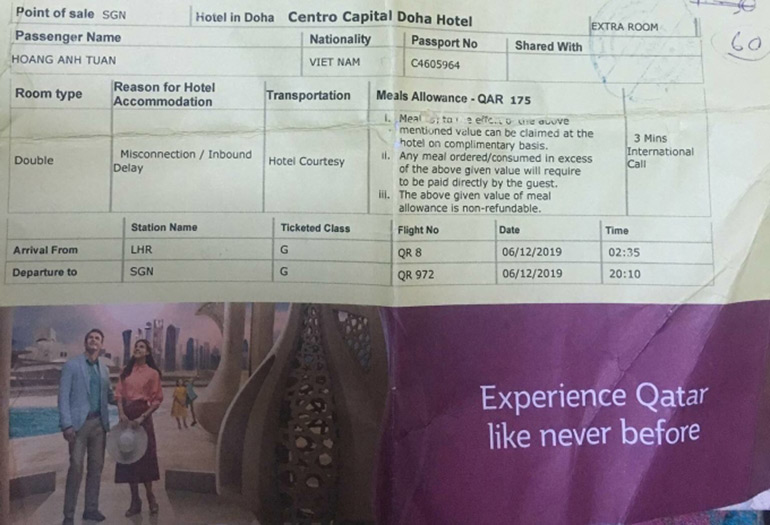 Point of sale SGN Hotel in Doha Centro Capital Doha Hotel EXTRA ROOM
60
Passenger Name Nationality Passport No Shared With
HOANG ANH TUAN VIET NAM C4605964
Room type Reason for Hotel Accommodation Transportation Meals Allowance - QAR 175
i. Meal to the of the above
mentioned value can be claimed at the
hotel on complimentary basis.
Double Misconnection / Inbound Delay Hotel Courtesy
ii. Any meal ordered/consumed in excess
of the above given value will require
to be paid directly by the guest.
iii. The above given value of meal
allowance is non-refundable.
3 Mins
International
Call
Station Name Ticketed Class Flight No Date Time
Arrival From LHR G QR 8 06/12/2019 02:35
Departure to SGN G QR 972 06/12/2019 20:10
Experience Qatar
like never before